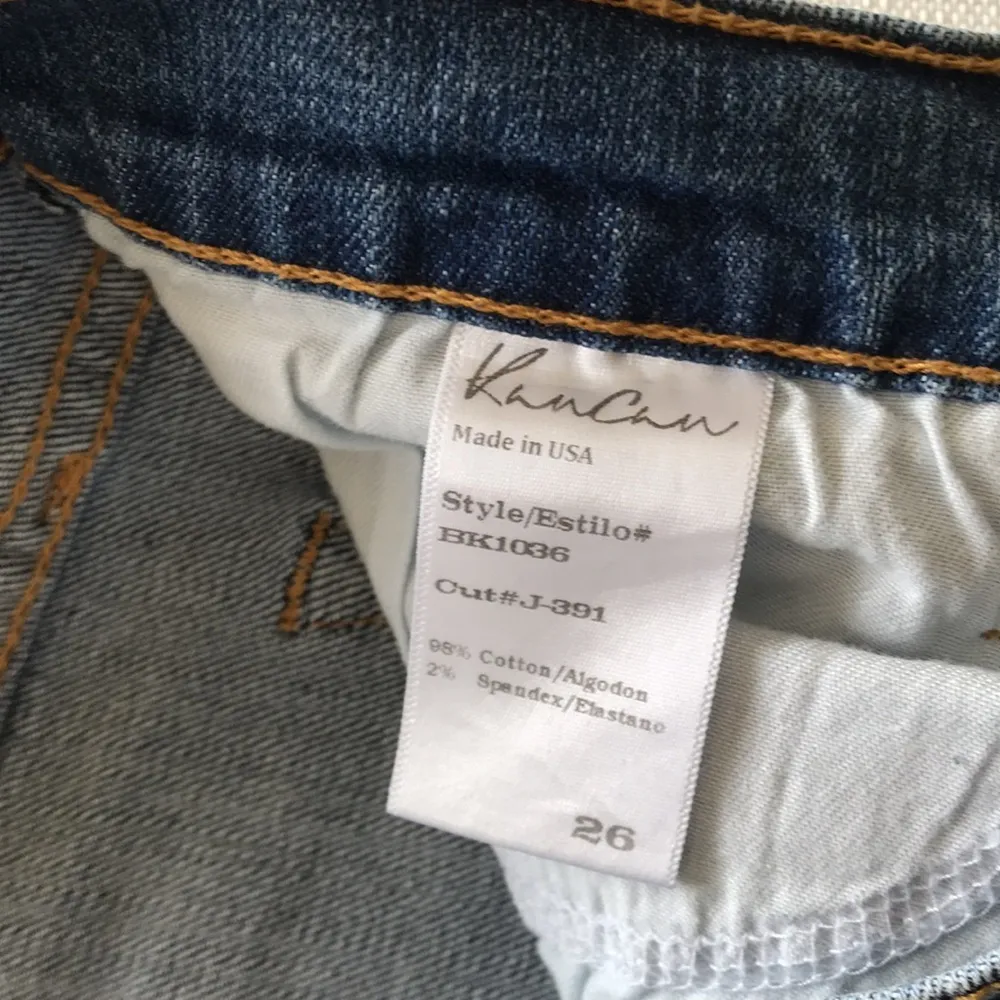 KanCan
Made in USA
Style/Estilo#
BK1036
Cut#J-391
98% Cotton/Algodon
2% Spandex/Elastano
26